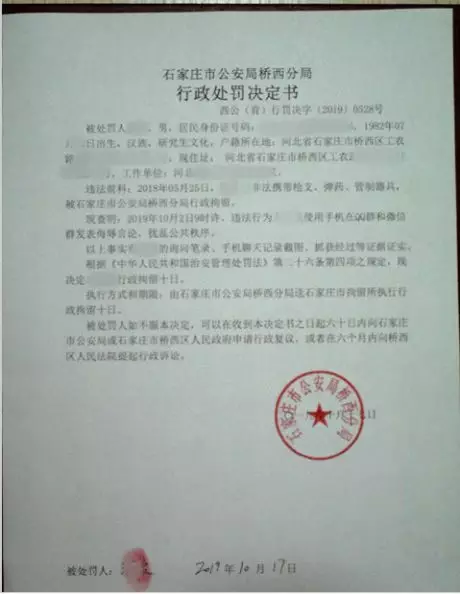 石家庄市公安局桥西分局
行政处罚决定书
西公(青)行罚决字〔2019〕0528号
被处罚人 ,男,居民身份证号码: ,1982年07
日出生,汉族,研究生文化,户籍所在地:河北省石家庄市桥西区工农
路 ,现住址: 河北省石家庄市桥西区工农
,工作单位:河
违法前科:2018年05月25日, 非法携带枪支、弹药、管制器具,
被石家庄市公安局桥西分局行政拘留。
现查明:2019年10月2日9时许,违法行为 使用手机在QQ群和微信
群发表侮辱言论,扰乱公共秩序。
以上事实有 的询问笔录、手机聊天记录截图、抓获经过等证据证实。
根据《中华人民共和国治安管理处罚法》第二十六条第四项之规定,现
决定 行政拘留十日。
执行方式和期限:由石家庄市公安局桥西分局送石家庄市拘留所执行行
政拘留十日。
被处罚人如不服本决定,可以在收到本决定书之日起六十日内向石家庄
市公安局或石家庄市桥西区人民政府申请行政复议,或者在六个月内向桥西
区人民法院提起行政诉讼。
石家庄市公安局桥西分局
被处罚人: 2019年10月17日